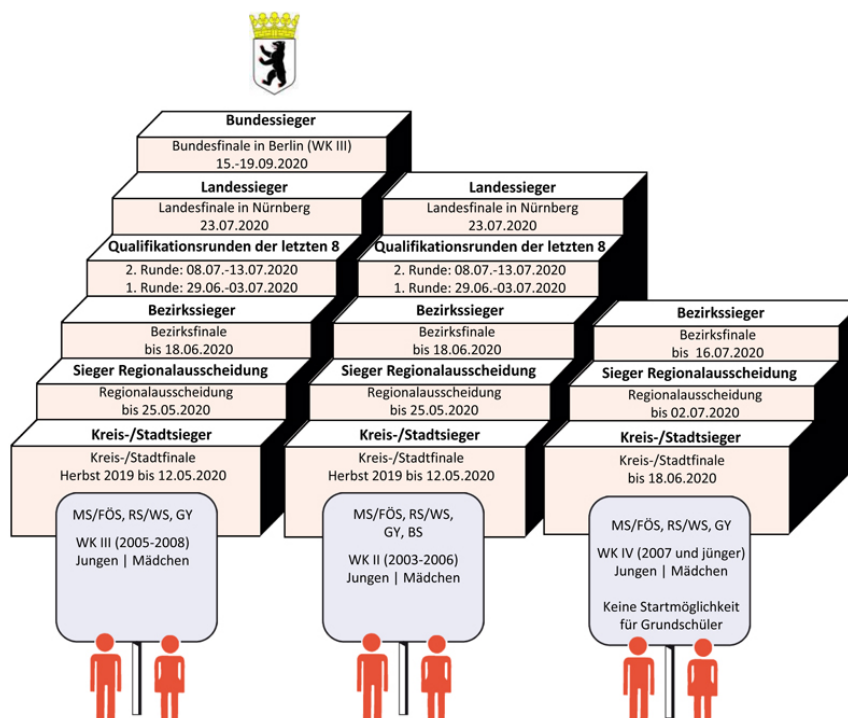 Bundessieger
Bundesfinale in Berlin (WK III)
15.-19.09.2020
Landessieger
Landesfinale in Nürnberg
23.07.2020
Qualifikationsrunden der letzten 8
2. Runde: 08.07.-13.07.2020
1. Runde: 29.06.-03.07.2020
Bezirkssieger
Bezirksfinale
bis 18.06.2020
Sieger Regionalausscheidung
Regionalausscheidung
bis 25.05.2020
Kreis-/Stadtsieger
Kreis-/Stadtfinale
Herbst 2019 bis 12.05.2020
MS/FÖS, RS/WS, GY
WK III (2005-2008)
Jungen | Mädchen
Landessieger
Landesfinale in Nürnberg
23.07.2020
Qualifikationsrunden der letzten 8
2. Runde: 08.07.-13.07.2020
1. Runde: 29.06.-03.07.2020
Bezirkssieger
Bezirksfinale
bis 18.06.2020
Sieger Regionalausscheidung
Regionalausscheidung
bis 25.05.2020
Kreis-/Stadtsieger
Kreis-/Stadtfinale
Herbst 2019 bis 12.05.2020
MS/FÖS, RS/WS,
GY, BS
WK II (2003-2006)
Jungen | Mädchen
Bezirkssieger
Bezirksfinale
bis 16.07.2020
Sieger Regionalausscheidung
Regionalausscheidung
bis 02.07.2020
Kreis-/Stadtsieger
Kreis-/Stadtfinale
bis 18.06.2020
MS/FÖS, RS/WS, GY
WK IV (2007 und jünger)
Jungen | Mädchen
Keine Startmöglichkeit
für Grundschüler